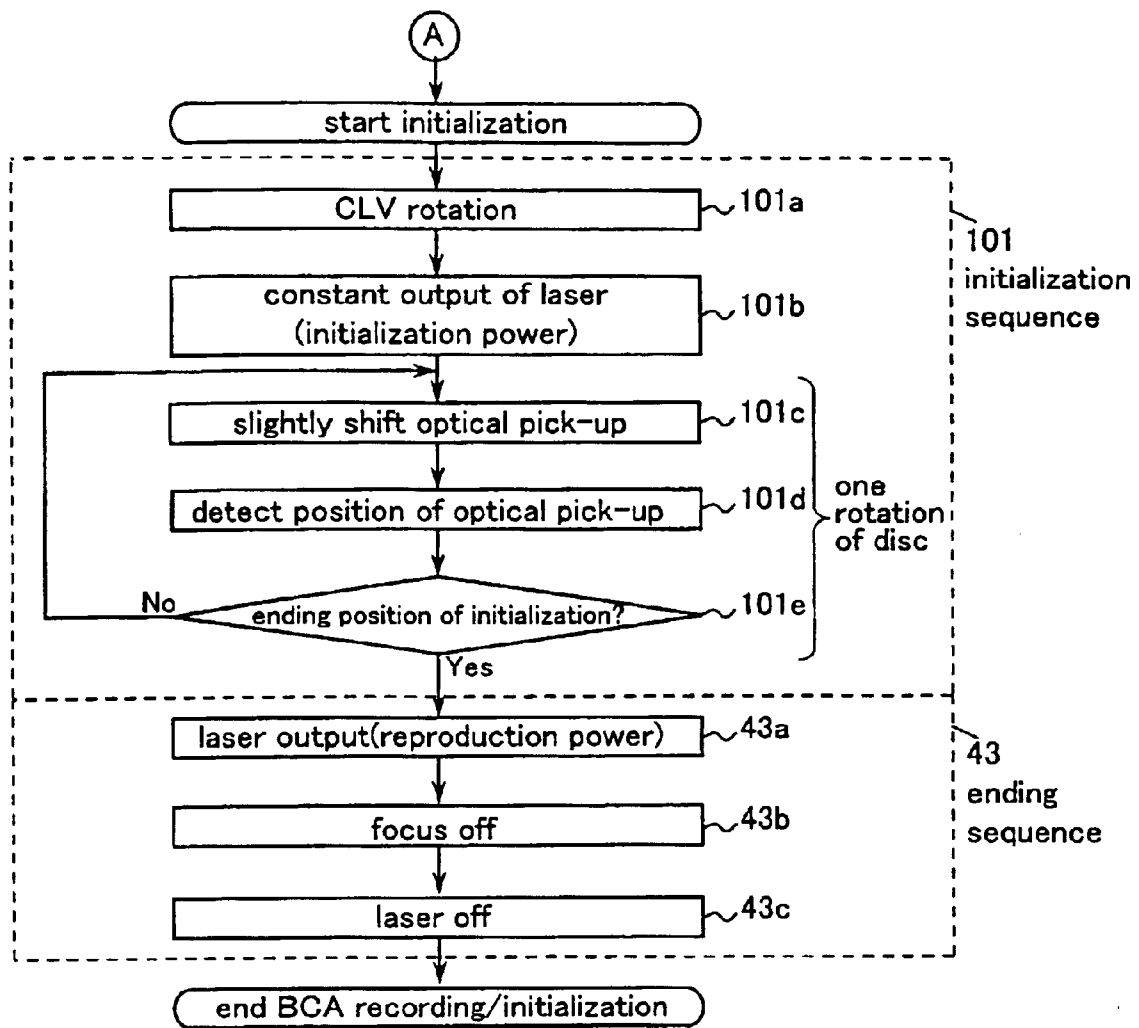 A
start initialization
CLV rotation
101a
101
initialization
sequence
constant output of laser
(initialization power)
101b
slightly shift optical pick-up
101c
detect position of optical pick-up
101d
one
rotation
of disc
No
ending position of initialization?
101e
Yes
laser output(reproduction power)
43a
43
ending
sequence
focus off
43b
laser off
43c
end BCA recording/initialization